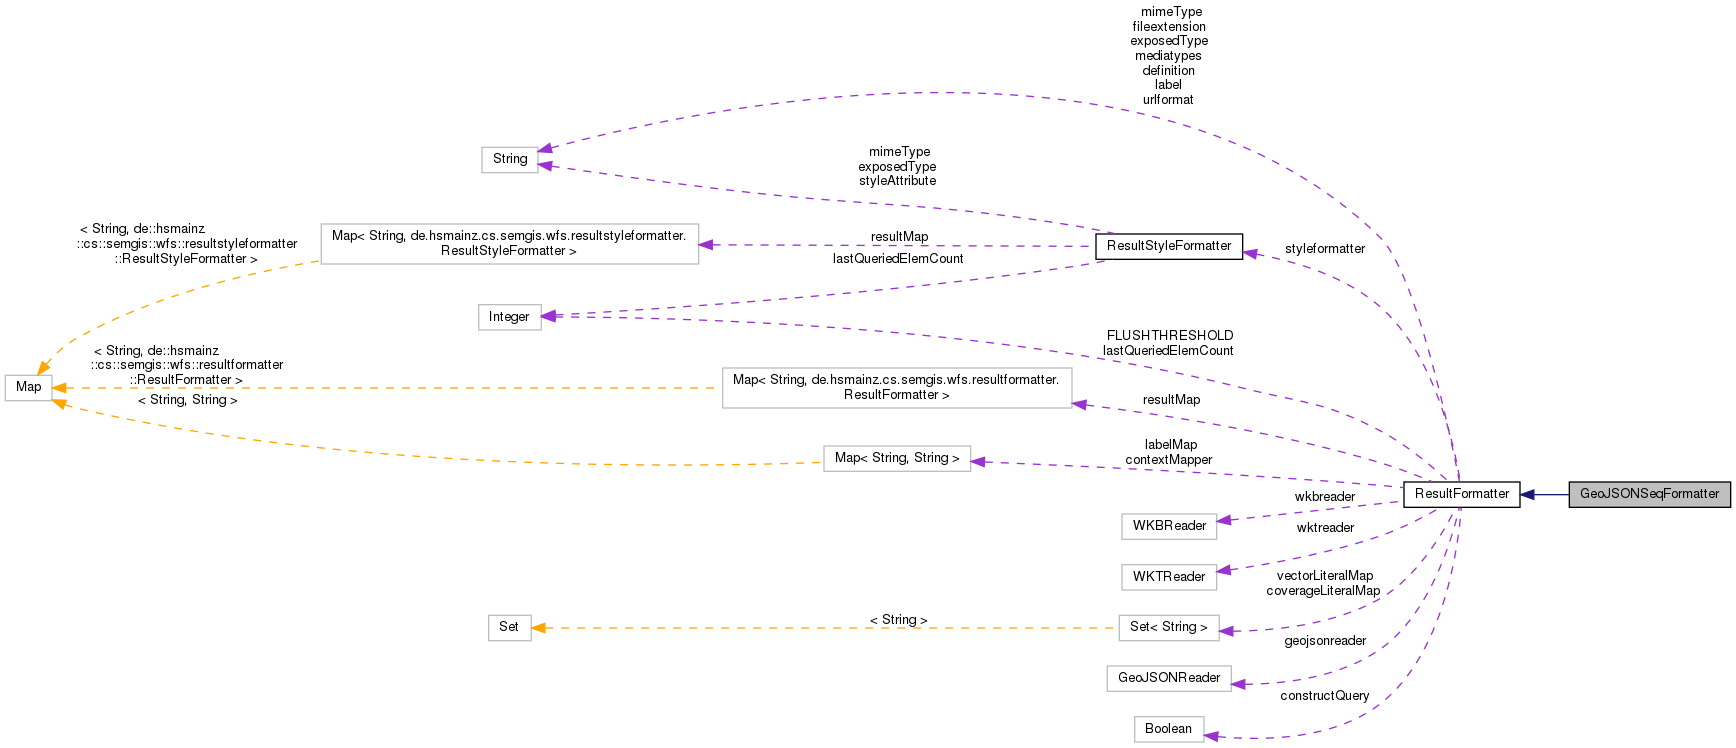 mimeType
fileextension
exposedType
mediatypes
definition
label
urlformat
String
mimeType
exposedType
styleAttribute
< String, de::hsmainz
::cs::semgis::wfs::resultstyleformatter
::ResultStyleFormatter >
Map< String, de.hsmainz.cs.semgis.wfs.resultstyleformatter.
ResultStyleFormatter >
resultMap
lastQueriedElemCount
ResultStyleFormatter
styleformatter
Integer
FLUSHTHRESHOLD
lastQueriedElemCount
< String, de::hsmainz
::cs::semgis::wfs::resultformatter
::ResultFormatter >
Map
< String, String >
Map< String, de.hsmainz.cs.semgis.wfs.resultformatter.
ResultFormatter >
resultMap
Map< String, String >
labelMap
contextMapper
ResultFormatter
GeoJSONSeqFormatter
wkbreader
WKBReader
wktreader
WKTReader
vectorLiteralMap
coverageLiteralMap
Set
< String >
Set< String >
geojsonreader
GeoJSONReader
constructQuery
Boolean